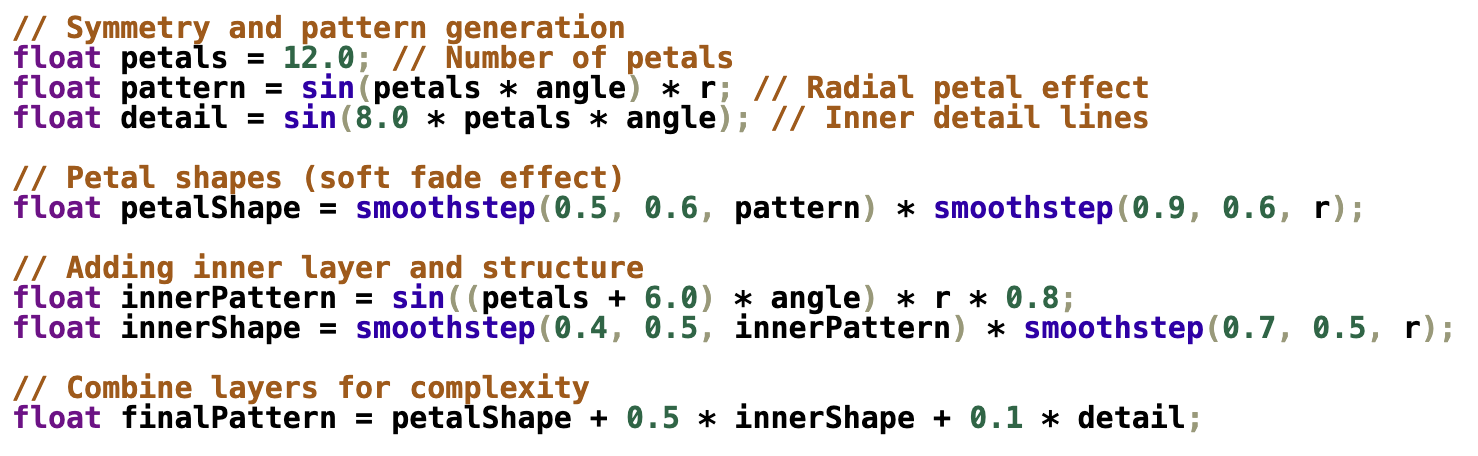 // Symmetry and pattern generation
float petals = 12.0; // Number of petals
float pattern = sin(petals * angle) * r; // Radial petal effect
float detail = sin(8.0 * petals * angle); // Inner detail lines
// Petal shapes (soft fade effect)
float petalShape = smoothstep(0.5, 0.6, pattern) * smoothstep(0.9, 0.6, r);
// Adding inner layer and structure
float innerPattern = sin((petals + 6.0) * angle) * r * 0.8;
float innerShape = smoothstep(0.4, 0.5, innerPattern) * smoothstep(0.7, 0.5, r);
// Combine layers for complexity
float finalPattern = petalShape + 0.5 * innerShape + 0.1 * detail;